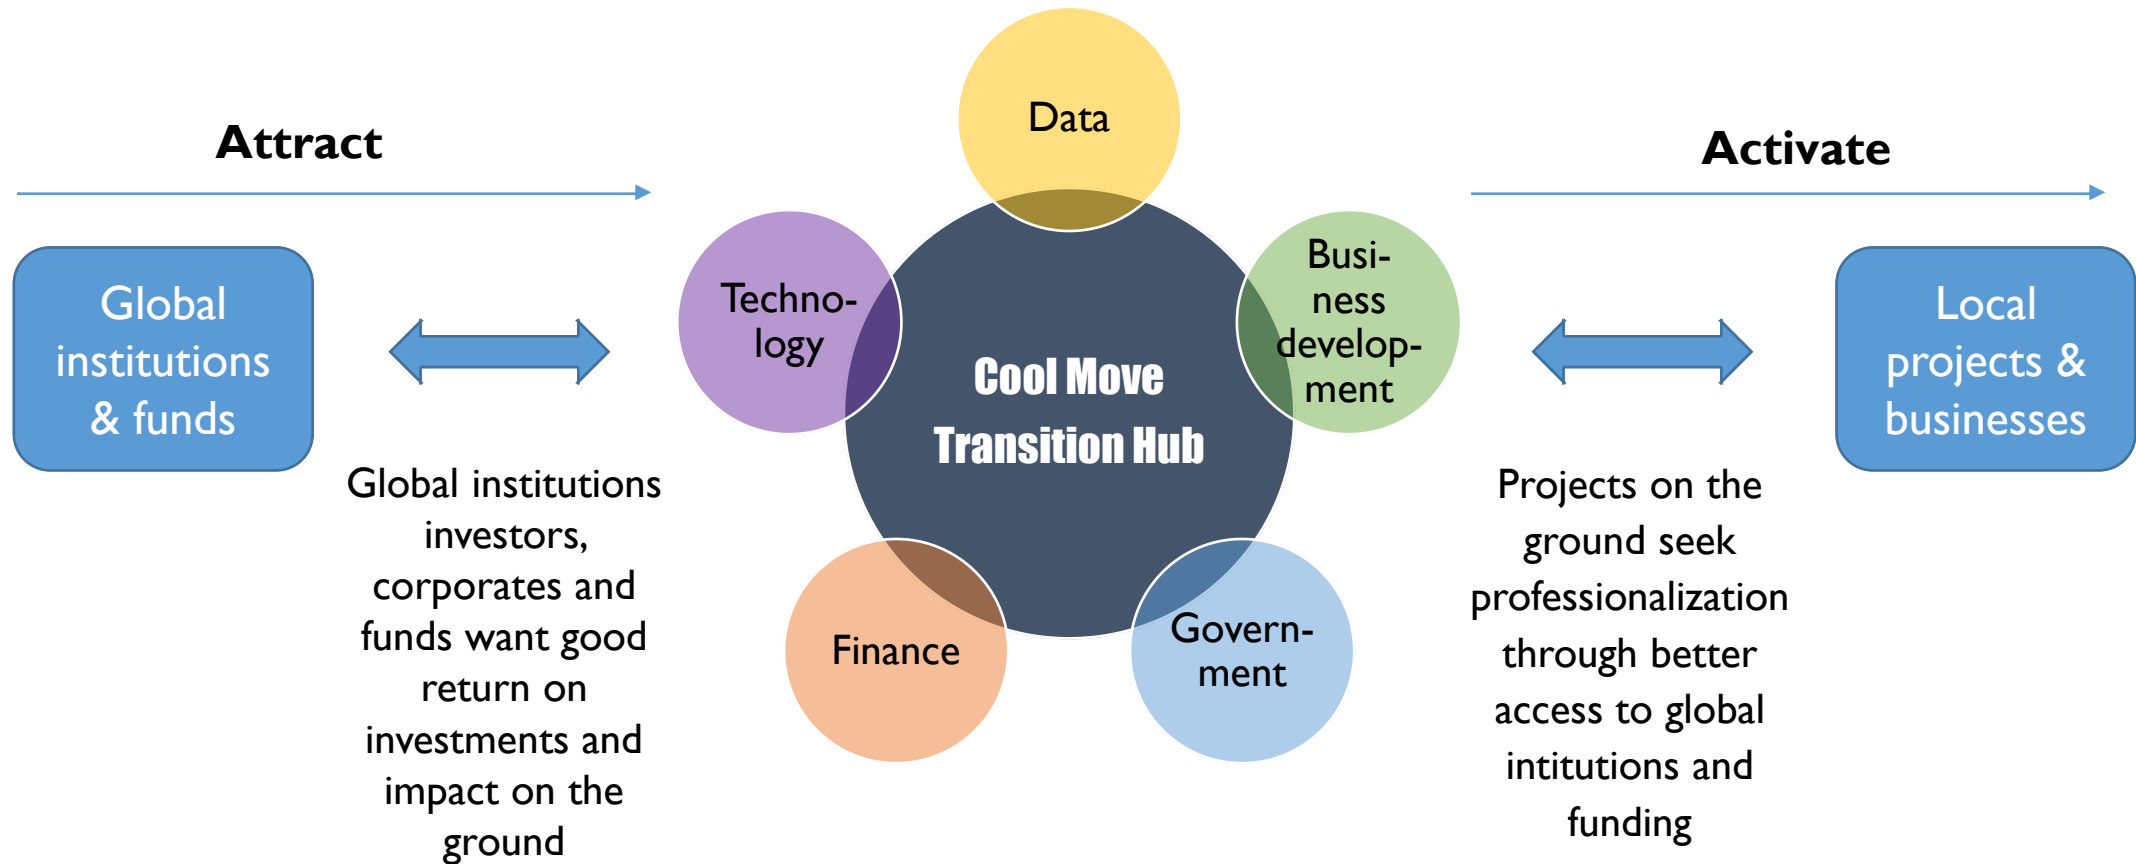 Attract
Global
institutions
& funds
Global institutions
investors,
corporates and
funds want good
return on
investments and
impact on the
ground
Data
Techno-
logy
Busi-
ness
develop-
ment
Cool Move
Transition Hub
Finance
Govern-
ment
Activate
Local
projects &
businesses
Projects on the
ground seek
professionalization
through better
access to global
intitutions and
funding